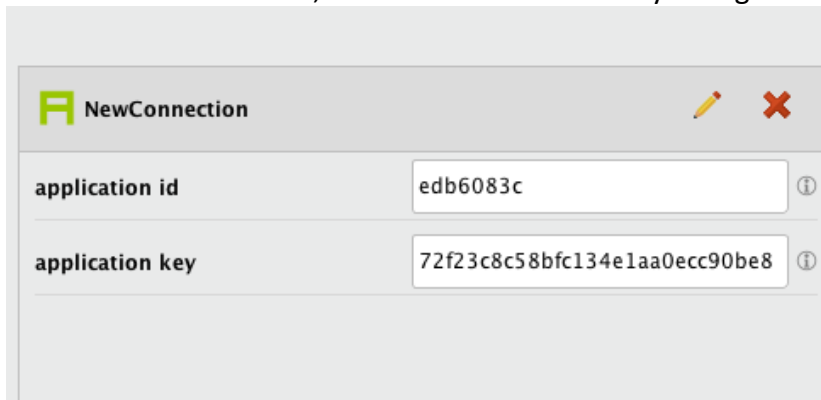 NewConnection
application id edb6083c
application key 72f23c8c58bfc134e1aa0ecc90be8